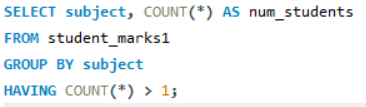 SELECT subject, COUNT(*) AS num_students
FROM student_marks1
GROUP BY subject
HAVING COUNT(*) > 1;